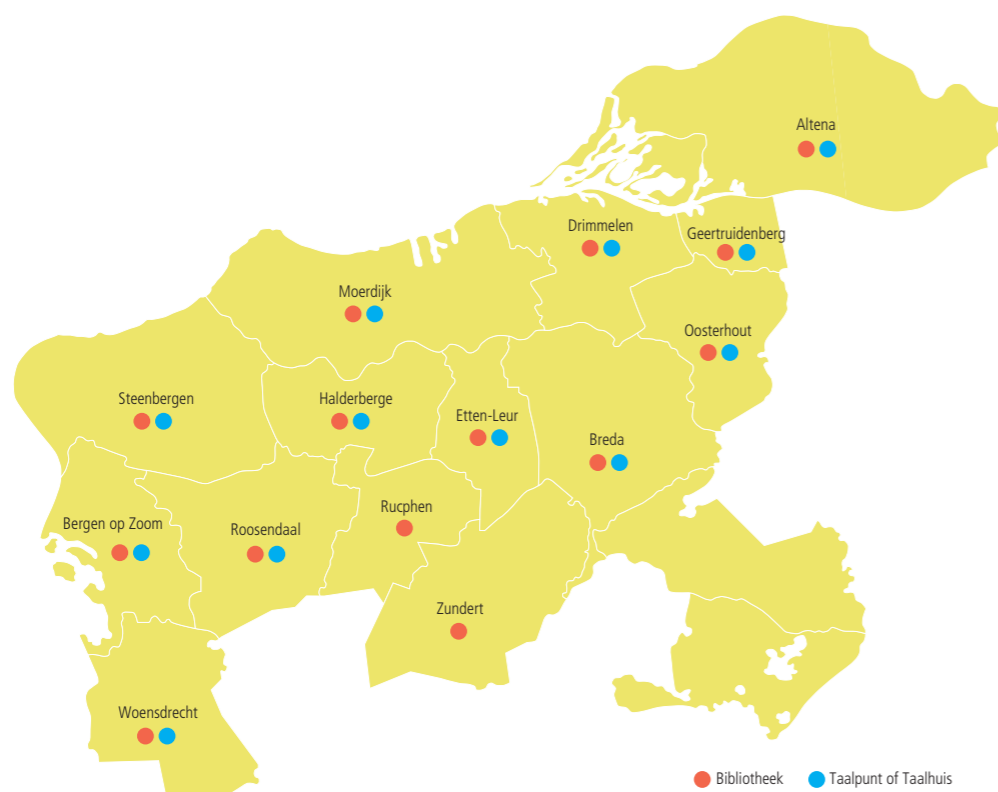 Altena
Drimmelen
Geertruidenberg
Moerdijk
Oosterhout
Steenbergen
Halderberge
Etten-Leur
Breda
Rucphen
Bergen op Zoom
Roosendaal
Zundert
Woensdrecht
Bibliotheek
Taalpunt of Taalhuis